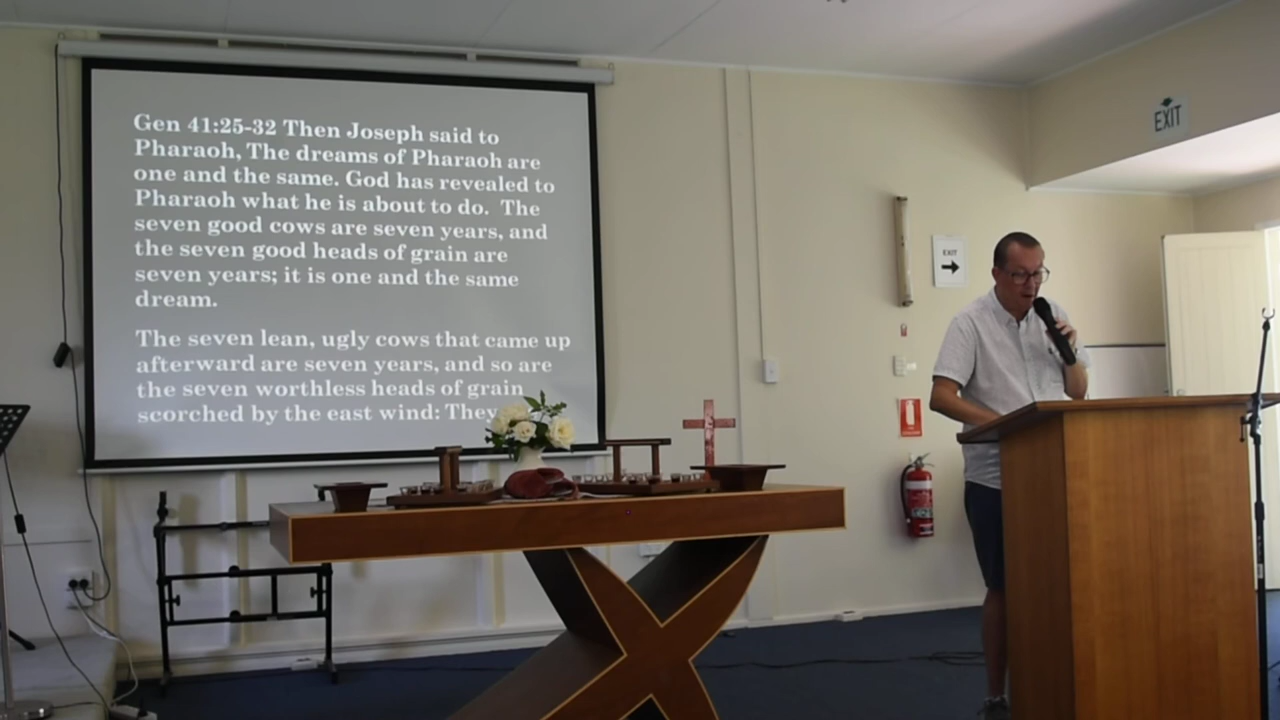 Gen 41:25-32 Then Joseph said to
Pharaoh, The dreams of Pharaoh are
one and the same. God has revealed to
Pharaoh what he is about to do. The
seven good cows are seven years, and
the seven good heads of grain are
seven years; it is one and the same
dream.
The seven lean, ugly cows that came up
afterward are seven years, and so are
the seven worthless heads of grain
scorched by the east wind: They
EXIT
EXIT